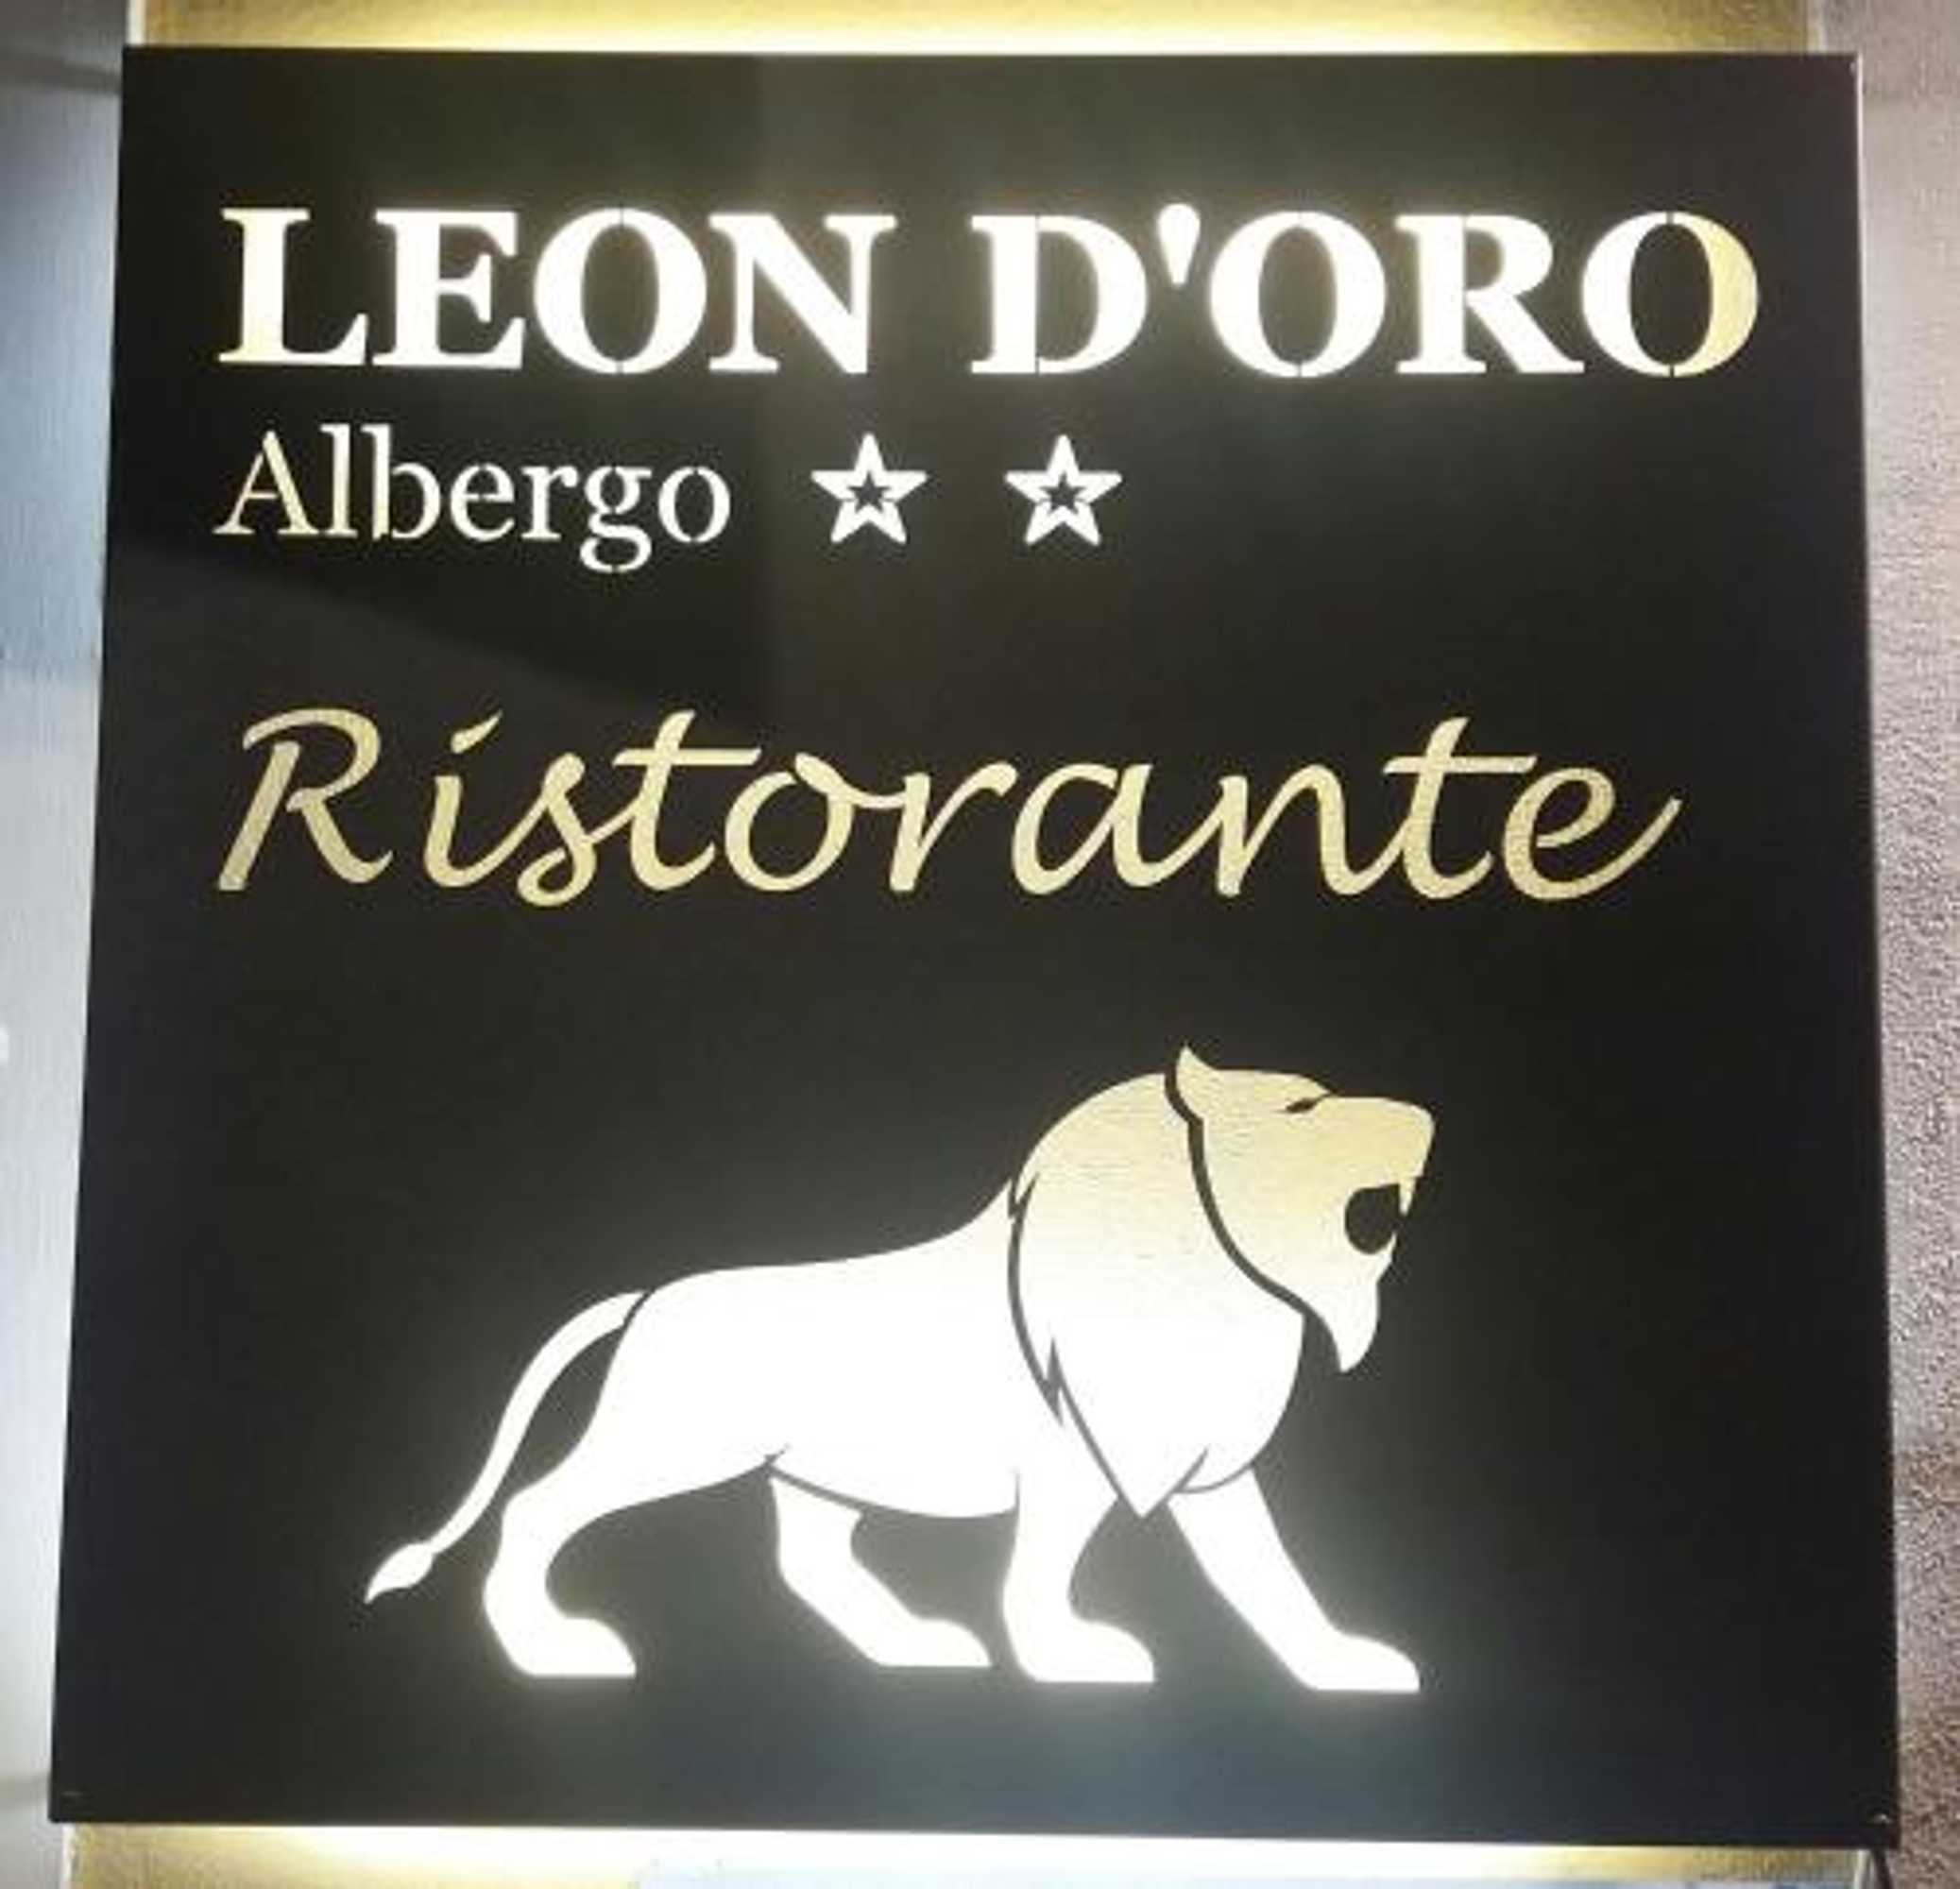 LEON D'ORO
Albergo ★ ★
Ristorante